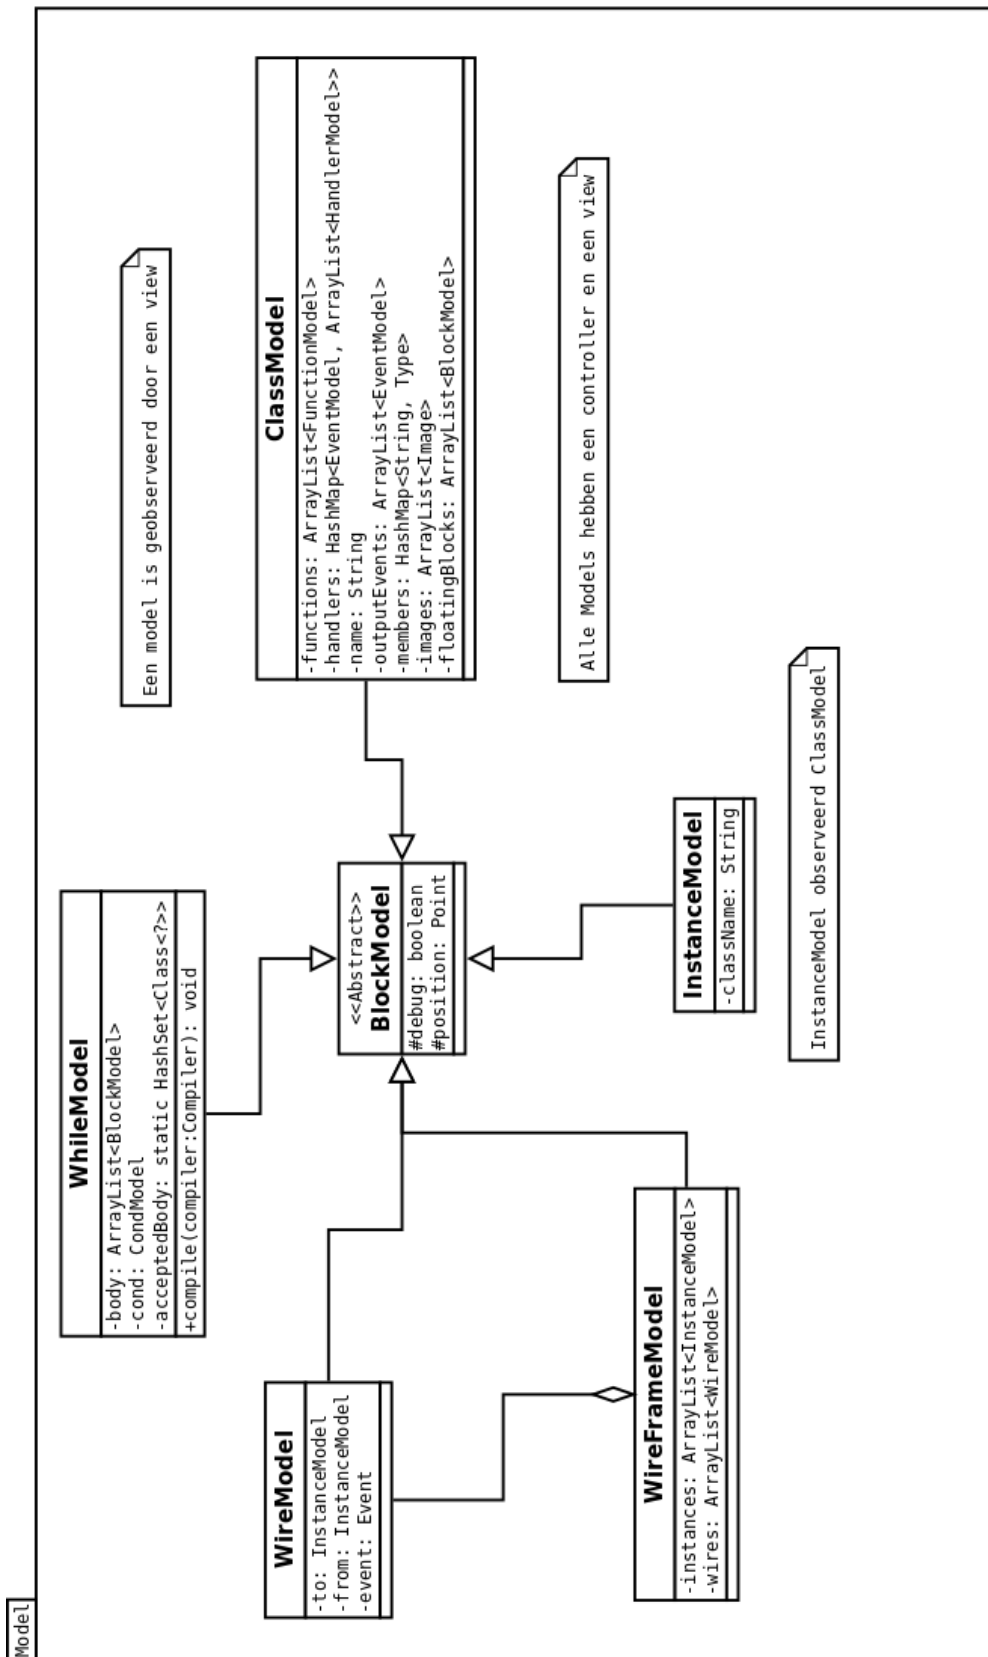 Model
WireModel
-to: InstanceModel
-from: InstanceModel
-event: Event
WhileModel
-body: ArrayList<BlockModel>
-cond: CondModel
-acceptedBody: static HashSet<Class<?>>
+compile(compiler:Compiler): void
Een model is geobserveerd door een view
WireFrameModel
-instances: ArrayList<InstanceModel>
-wires: ArrayList<WireModel>
<<Abstract>>
BlockModel
#debug: boolean
#position: Point
ClassModel
-functions: ArrayList<FunctionModel>
-handlers: HashMap<EventModel, ArrayList<HandlerModel>>
-name: String
-outputEvents: ArrayList<EventModel>
-members: HashMap<String, Type>
-images: ArrayList<Image>
-floatingBlocks: ArrayList<BlockModel>
Alle Models hebben een controller en een view
InstanceModel
-className: String
InstanceModel observeerd ClassModel